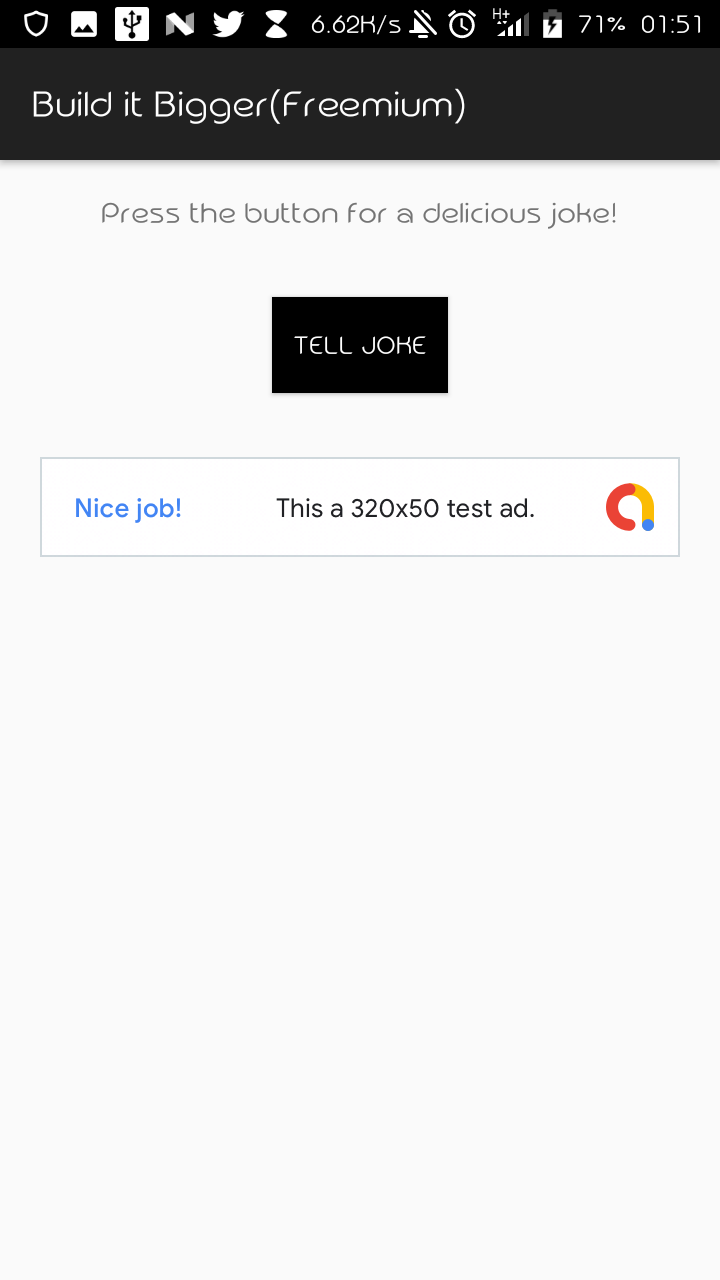 6.62K/s H+ 71% 01:51
Build it Bigger(Freemium)
Press the button for a delicious joke!
TELL JOKE
Nice job! This a 320x50 test ad.